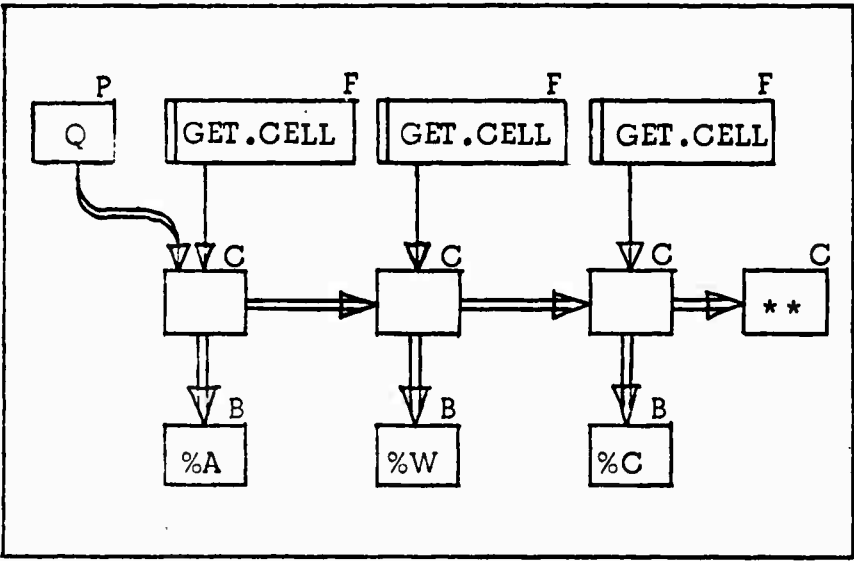 P F F F
Q GET.CELL GET.CELL GET.CELL
C C C C
**
B B B
%A %W %C